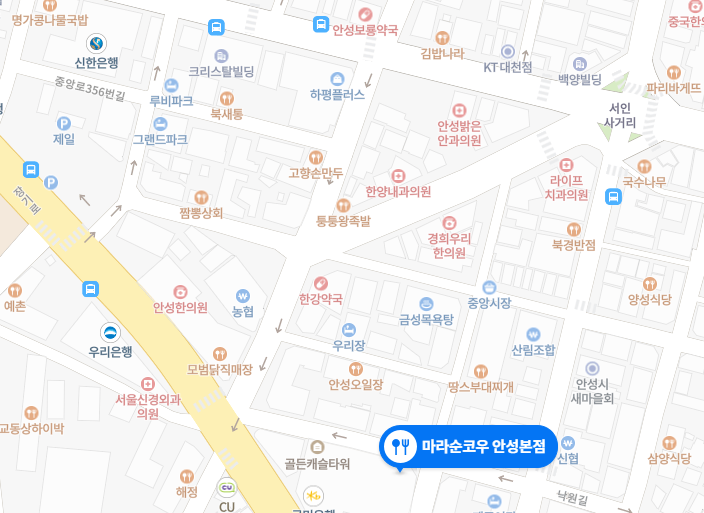 명가콩나물국밥
신한은행
크리스탈빌딩
안성보룡약국
김밥나라
KT대천점
백양빌딩
중국한의
파리바게뜨
서인
사거리
중앙로356번길
루비파크
북새통
하평플러스
안성밝은
안과의원
제일
그랜드파크
고향손만두
한양내과의원
라이프
치과의원
국수나무
장기로
짬뽕상회
통통왕족발
경희우리
한의원
북경반점
예촌
안성한의원
농협
한강약국
금성목욕탕
중앙시장
양성식당
우리은행
우리장
산림조합
모범닭직매장
안성오일장
땅스부대찌개
안성시
새마을회
서울신경외과
의원
교동상하이박
마라순코우 안성본점
골든캐슬타워
신협
삼양식당
해정
CU
CU
낙원길